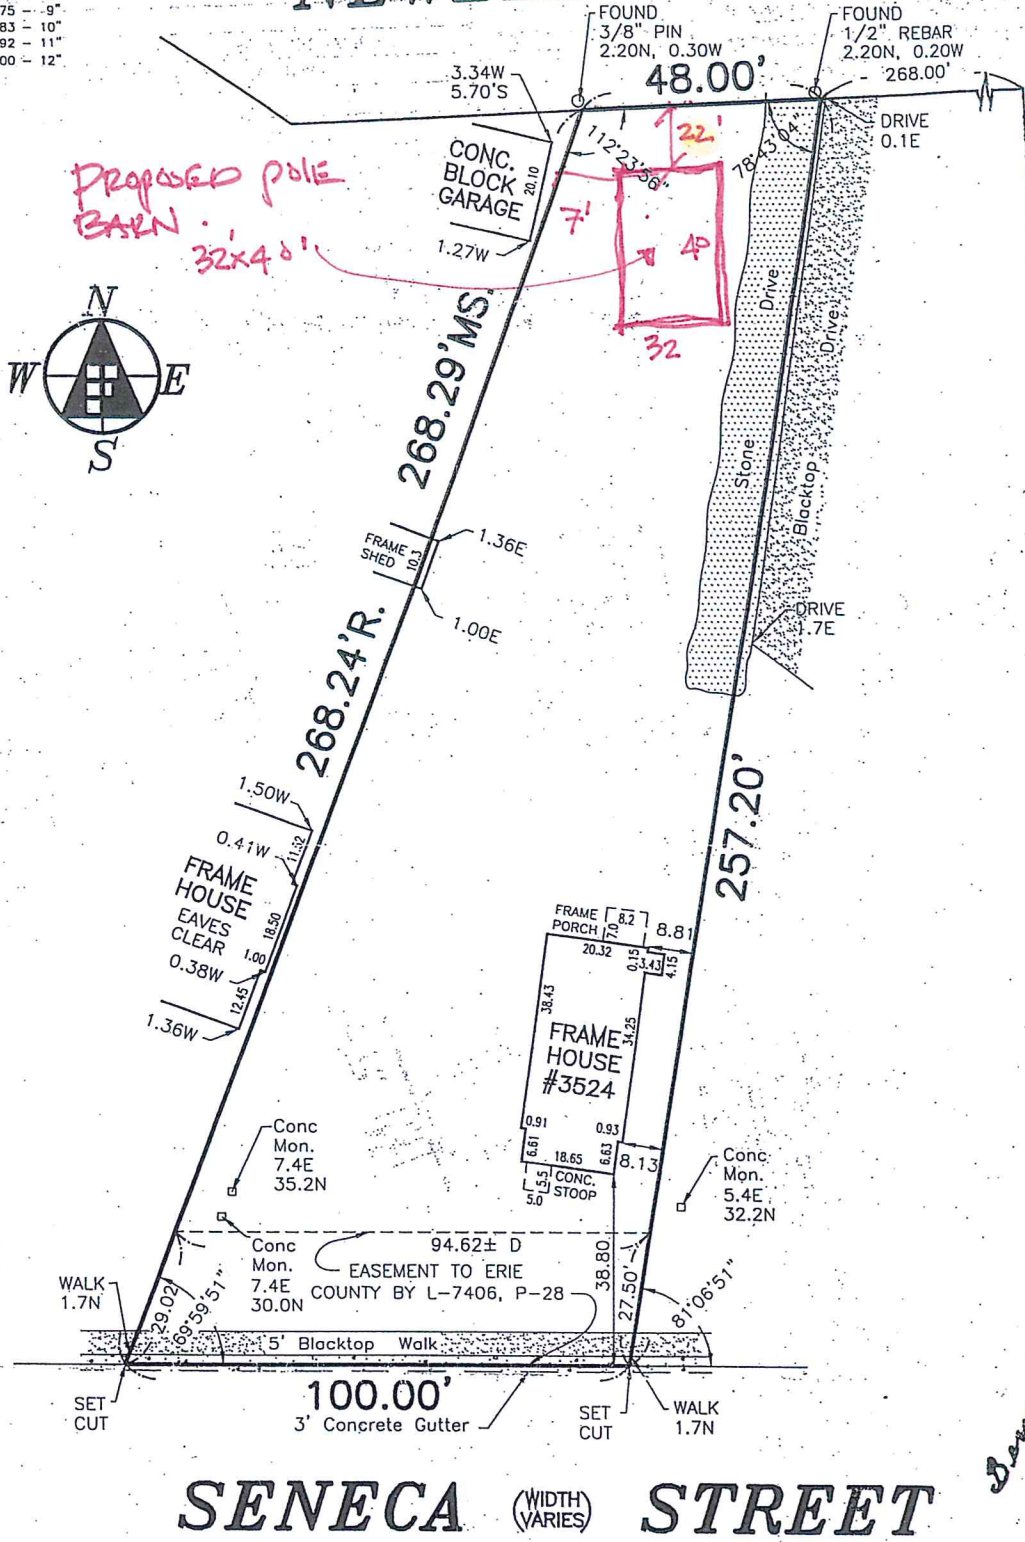 75 - 9"
83 - 10"
92 - 11"
00 - 12"
FOUND
3/8" PIN
2.20N, 0.30W
FOUND
1/2" REBAR
2.20N, 0.20W
48.00'
268.00'
3.34W
5.70'S
DRIVE
0.1E
22'
112°23'56"
78°43'04"
CONC.
BLOCK
GARAGE
20.10
1.27W
PROPOSED POLE
BARN.
32'x40'
7'
40
32
N
W E
S
268.29'MS.
268.24'R.
Drive
Stone
Drive
Blacktop
FRAME
SHED
10.3
1.36E
1.00E
DRIVE
1.7E
257.20'
1.50W
0.41W
11.52
FRAME
HOUSE
EAVES
CLEAR
18.50
1.00
0.38W
12.45
1.36W
FRAME
PORCH
7.0
8.2
8.81
20.32
0.15
3.43
4.15
38.43
34.25
FRAME
HOUSE
#3524
0.91
0.93
6.61
18.65
6.63
8.13
5.5
5.0
CONC.
STOOP
Conc
Mon.
7.4E
35.2N
Conc
Mon.
5.4E
32.2N
Conc
Mon.
7.4E
30.0N
94.62± D
EASEMENT TO ERIE
COUNTY BY L-7406, P-28
38.80
27.50'
81°06'51"
WALK
1.7N
29.02
69°59'51"
5' Blacktop Walk
SET
CUT
100.00'
3' Concrete Gutter
SET
CUT
WALK
1.7N
SENECA (WIDTH VARIES) STREET